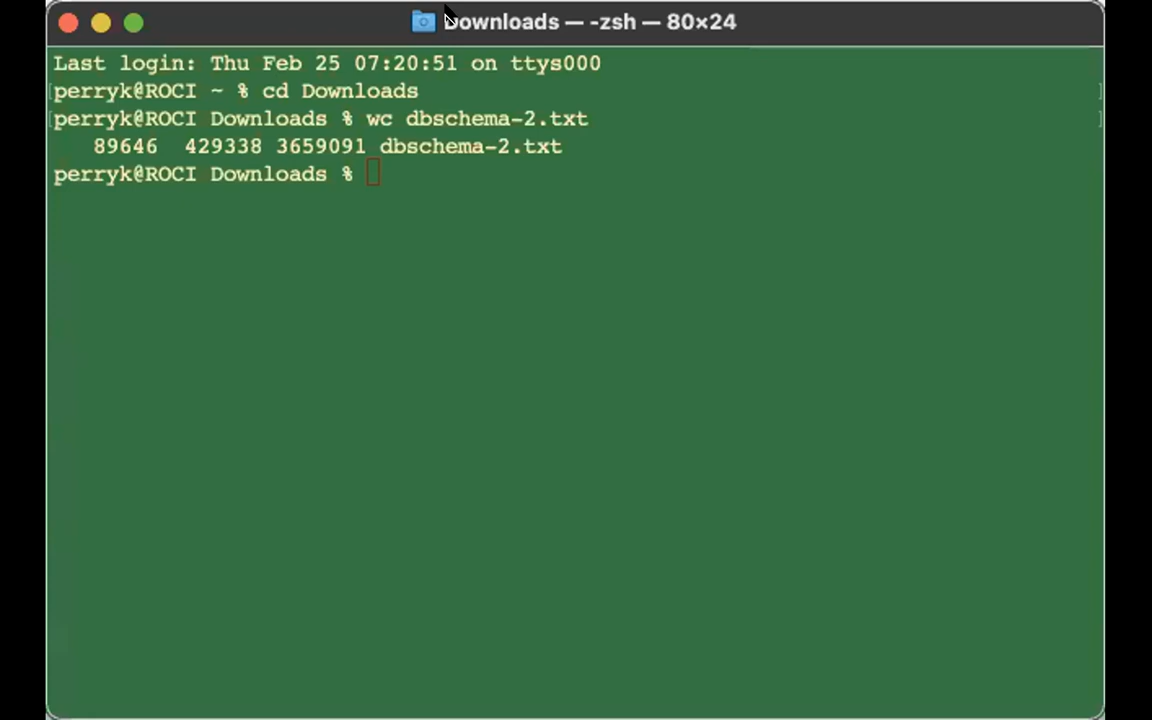 Downloads — -zsh — 80×24
Last login: Thu Feb 25 07:20:51 on ttys000
[perryk@ROCI ~ % cd Downloads ]
[perryk@ROCI Downloads % wc dbschema-2.txt ]
   89646  429338 3659091 dbschema-2.txt
perryk@ROCI Downloads %